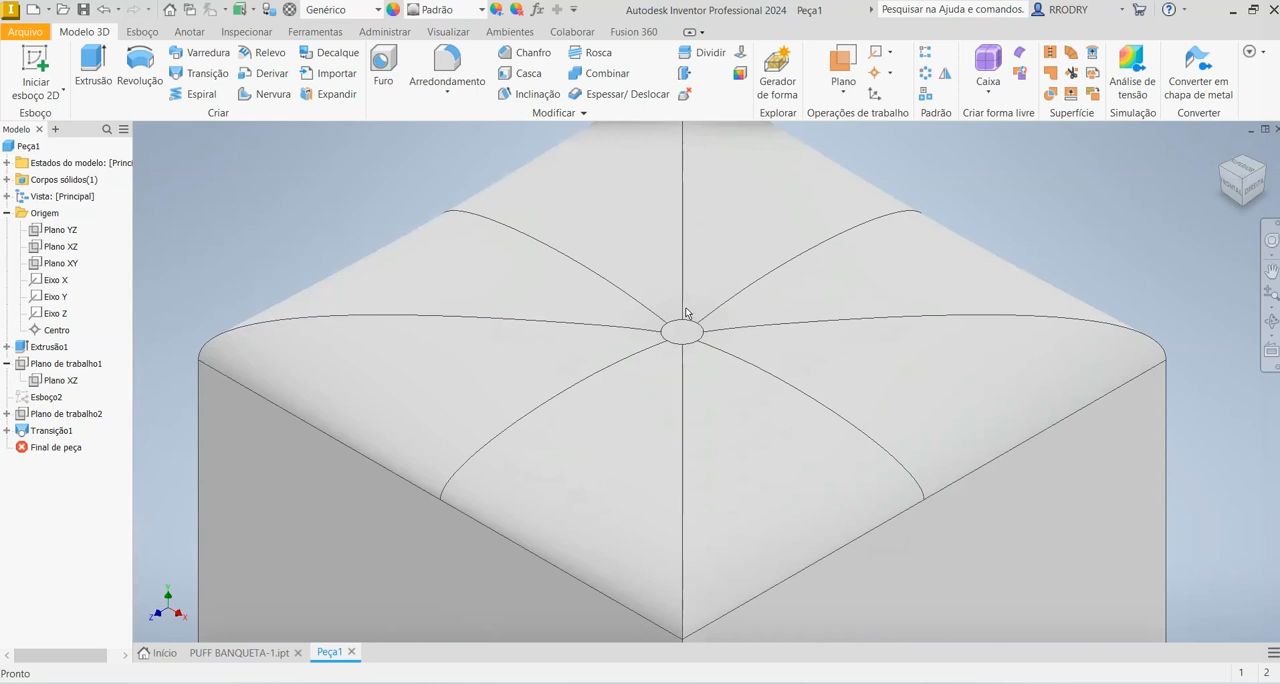 Genérico
Padrão
Autodesk Inventor Professional 2024 Peça1
Pesquisar na Ajuda e comandos.
RRODRY
Arquivo Modelo 3D Esboço Anotar Inspecionar Ferramentas Administrar Visualizar Ambientes Colaborar Fusion 360
Iniciar
esboço 2D
Esboço
Extrusão
Revolução
Varredura
Relevo
Decalque
Transição
Derivar
Importar
Espiral
Nervura
Expandir
Criar
Furo
Arredondamento
Chanfro
Rosca
Dividir
Casca
Combinar
Inclinação
Espessar/ Deslocar
Modificar
Gerador
de forma
Explorar
Plano
Operações de trabalho
Padrão
Caixa
Criar forma livre
Superfície
Análise de
tensão
Simulação
Converter em
chapa de metal
Converter
Modelo
Peça1
Estados do modelo: [Princi
Corpos sólidos(1)
Vista: [Principal]
Origem
Plano YZ
Plano XZ
Plano XY
Eixo X
Eixo Y
Eixo Z
Centro
Extrusão1
Plano de trabalho1
Plano XZ
Esboço2
Plano de trabalho2
Transição1
Final de peça
FRONTAL
DIREITA
Y
Z
X
Início
PUFF BANQUETA-1.ipt
Peça1
Pronto
1
2